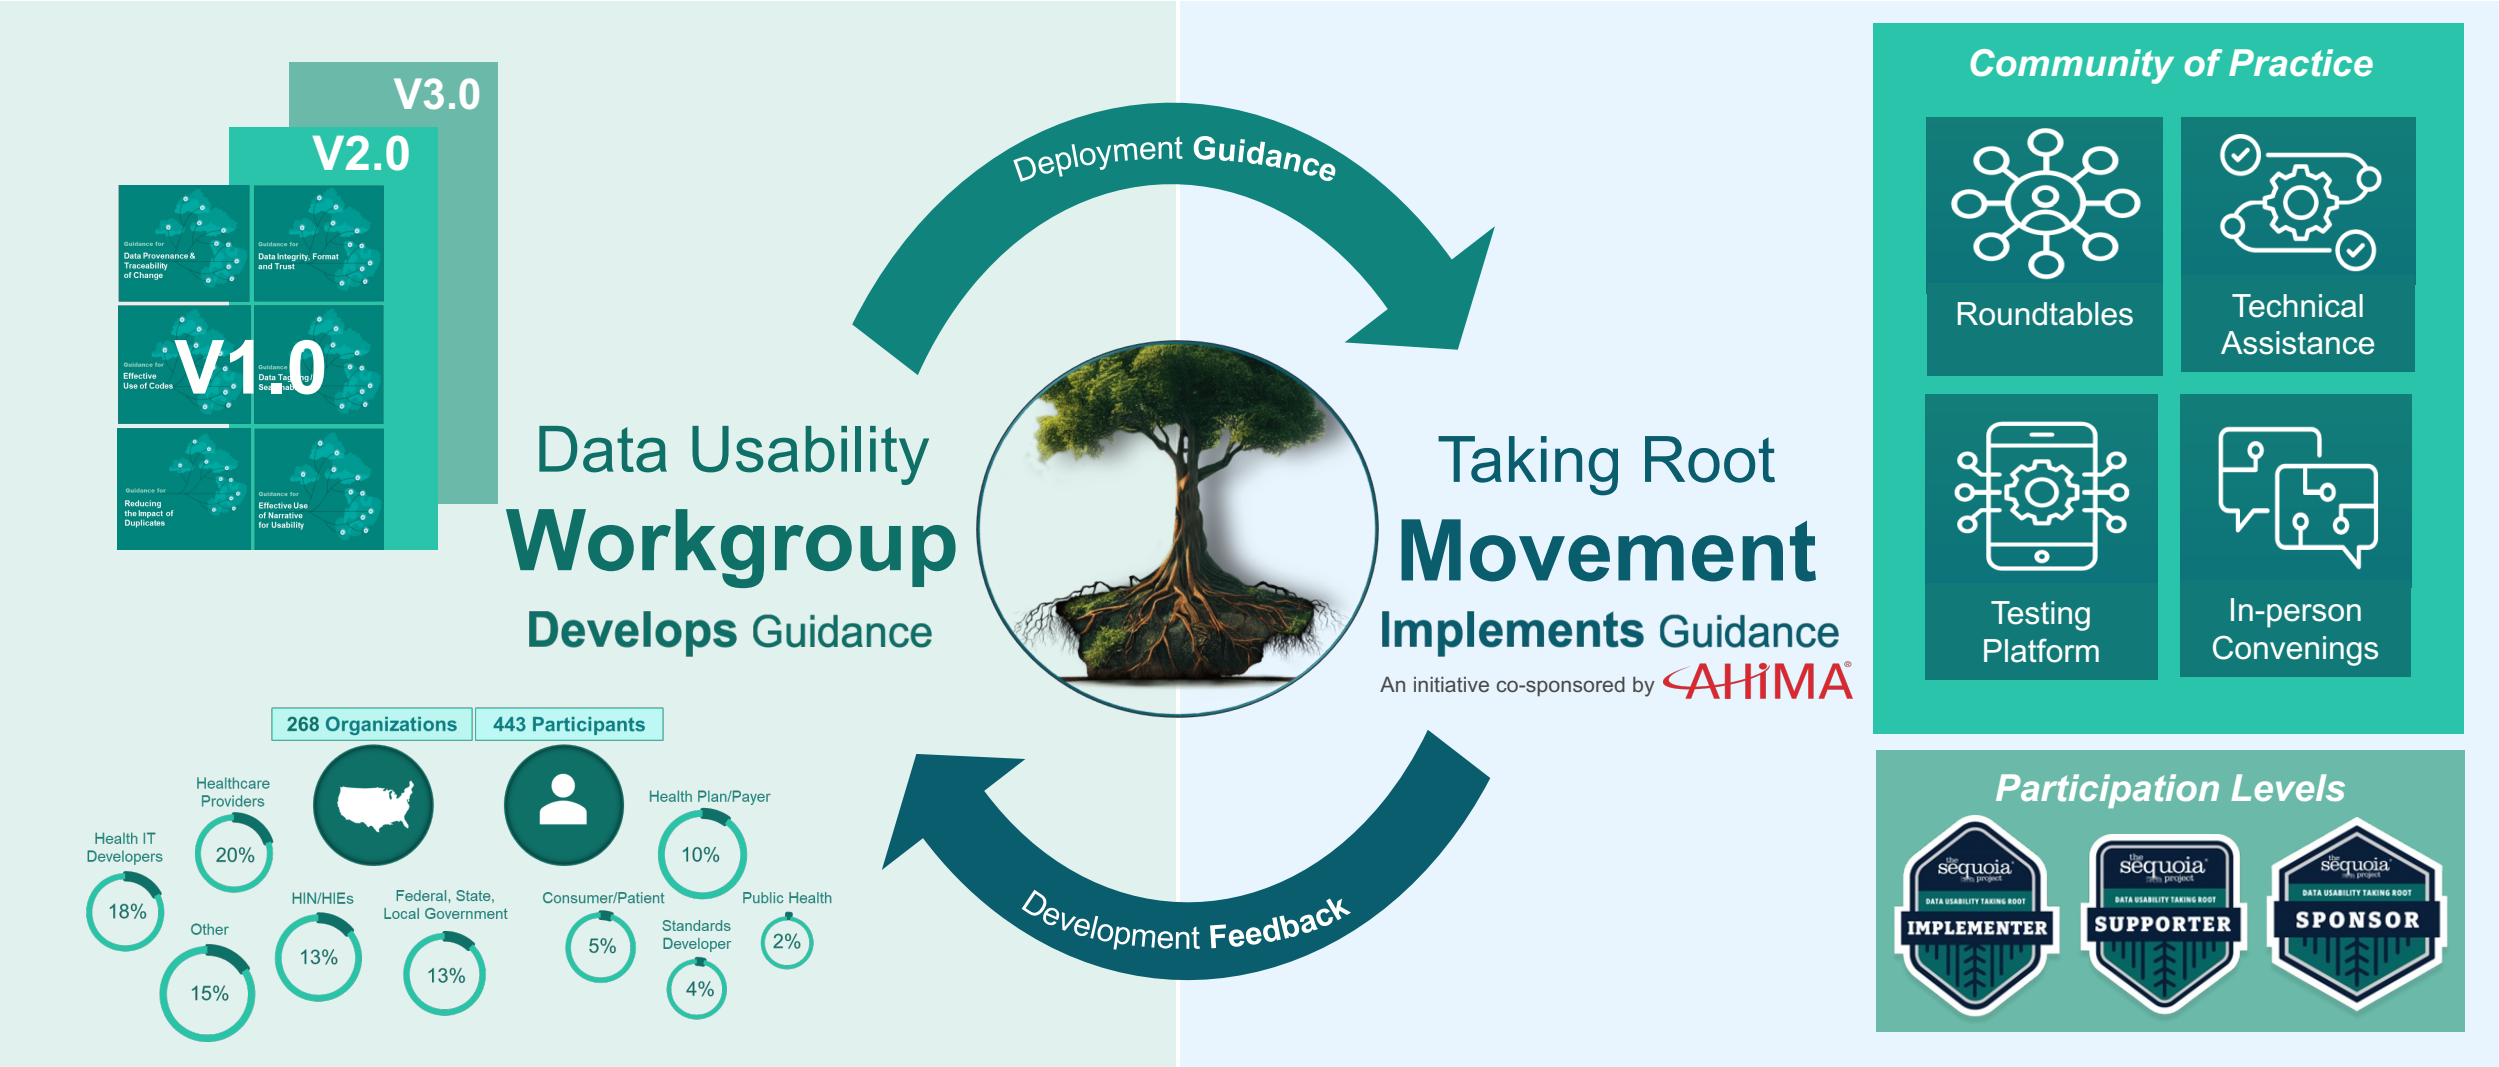 V3.0
V2.0
V1.0
Guidance for
Data Provenance &
Traceability
of Change
Guidance for
Data Integrity, Format
and Trust
Guidance for
Effective
Use of Codes
Guidance
Data
Guidance for
Reducing
the Impact of
Duplicates
Guidance for
Effective Use
of Narrative
for Usability
Data Usability
Workgroup
Develops Guidance
268 Organizations
443 Participants
Healthcare
Providers
20%
Health IT
Developers
18%
Other
15%
HIN/HIEs
13%
Federal, State,
Local Government
13%
Consumer/Patient
5%
Health Plan/Payer
10%
Standards
Developer
4%
Public Health
2%
Deployment Guidance
Development Feedback
Taking Root
Movement
Implements Guidance
An initiative co-sponsored by AHIMA®
Community of Practice
Roundtables
Technical
Assistance
Testing
Platform
In-person
Convenings
Participation Levels
the
sequoia
project
DATA USABILITY TAKING ROOT
IMPLEMENTER
the
sequoia
project
DATA USABILITY TAKING ROOT
SUPPORTER
the
sequoia
project
DATA USABILITY TAKING ROOT
SPONSOR